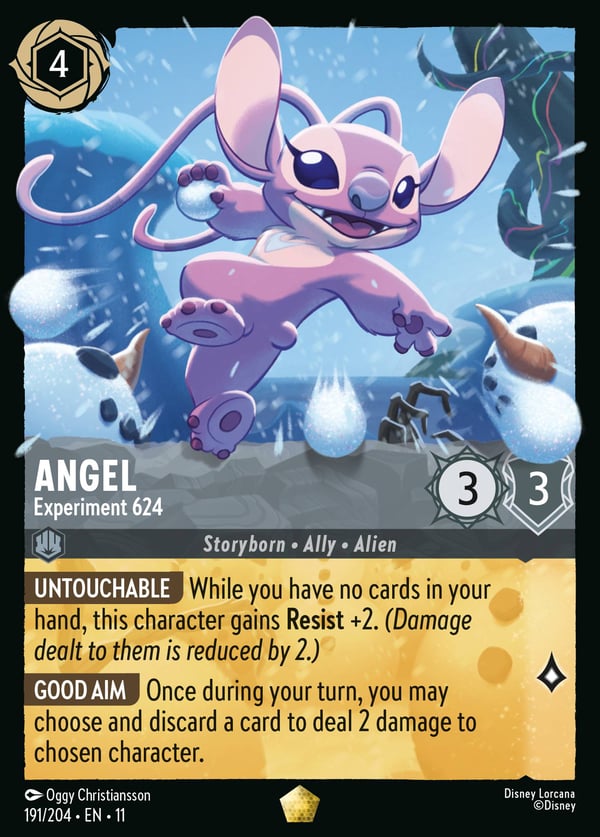 4
ANGEL
Experiment 624
3
3
Storyborn • Ally • Alien
UNTOUCHABLE While you have no cards in your
hand, this character gains Resist +2. (Damage
dealt to them is reduced by 2.)
GOOD AIM Once during your turn, you may
choose and discard a card to deal 2 damage to
chosen character.
Oggy Christiansson
191/204 • EN • 11
Disney Lorcana
©Disney